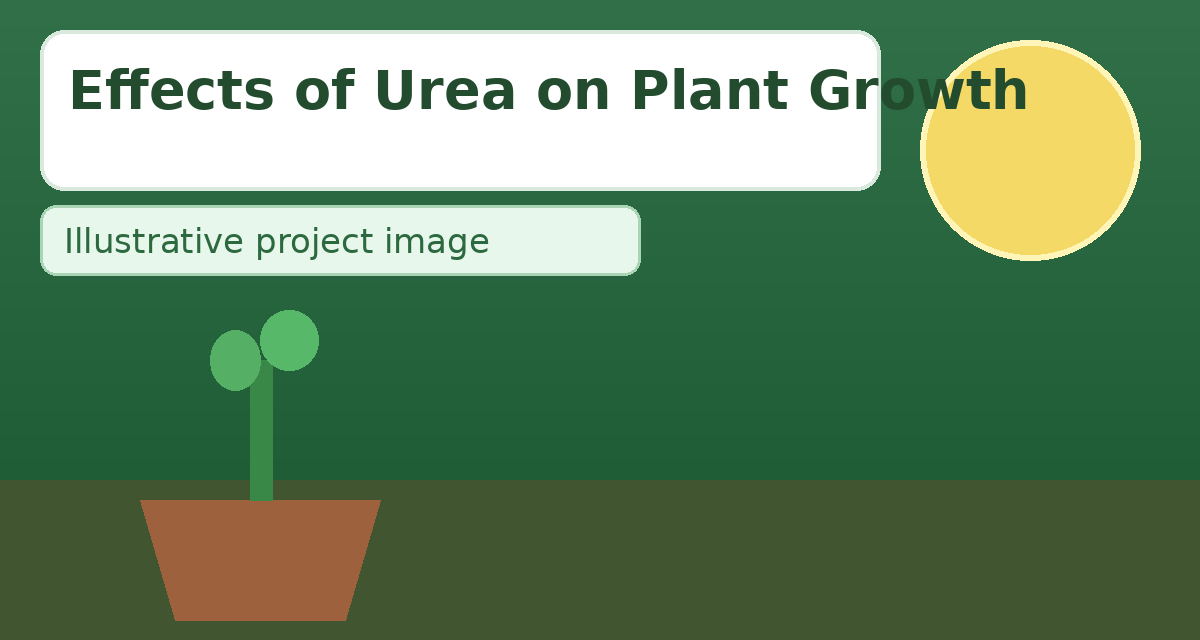 Effects of Urea on Plant Growth
Illustrative project image